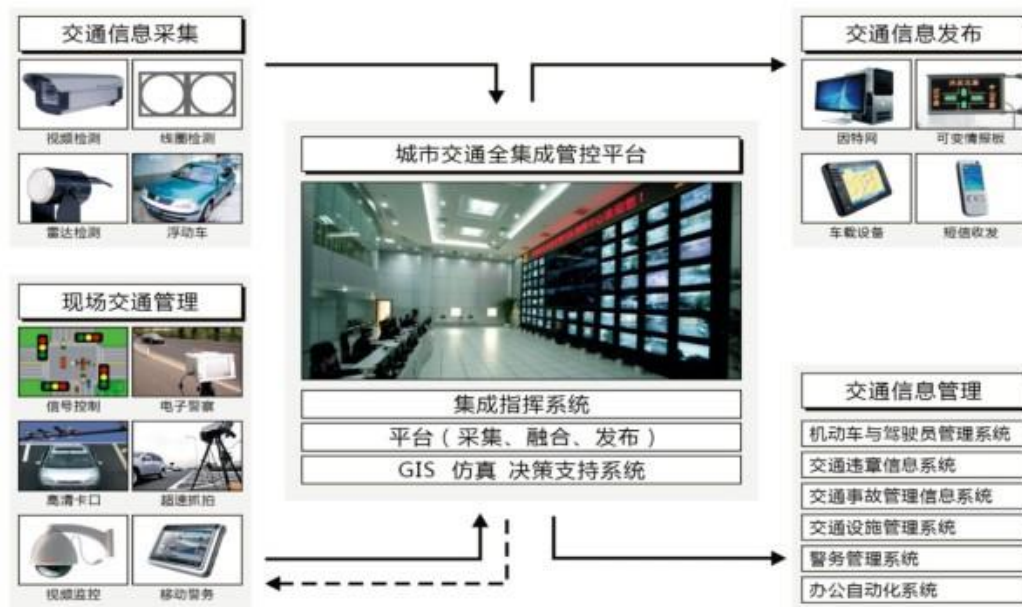 交通信息采集
视频检测
线圈检测
雷达检测
浮动车
现场交通管理
信号控制
电子警察
高清卡口
超速抓拍
视频监控
移动警务
城市交通全集成管控平台
集成指挥系统
平台（采集、融合、发布）
GIS 仿真 决策支持系统
交通信息发布
因特网
可变情报板
车载设备
短信收发
交通信息管理
机动车与驾驶员管理系统
交通违章信息系统
交通事故管理信息系统
交通设施管理系统
警务管理系统
办公自动化系统